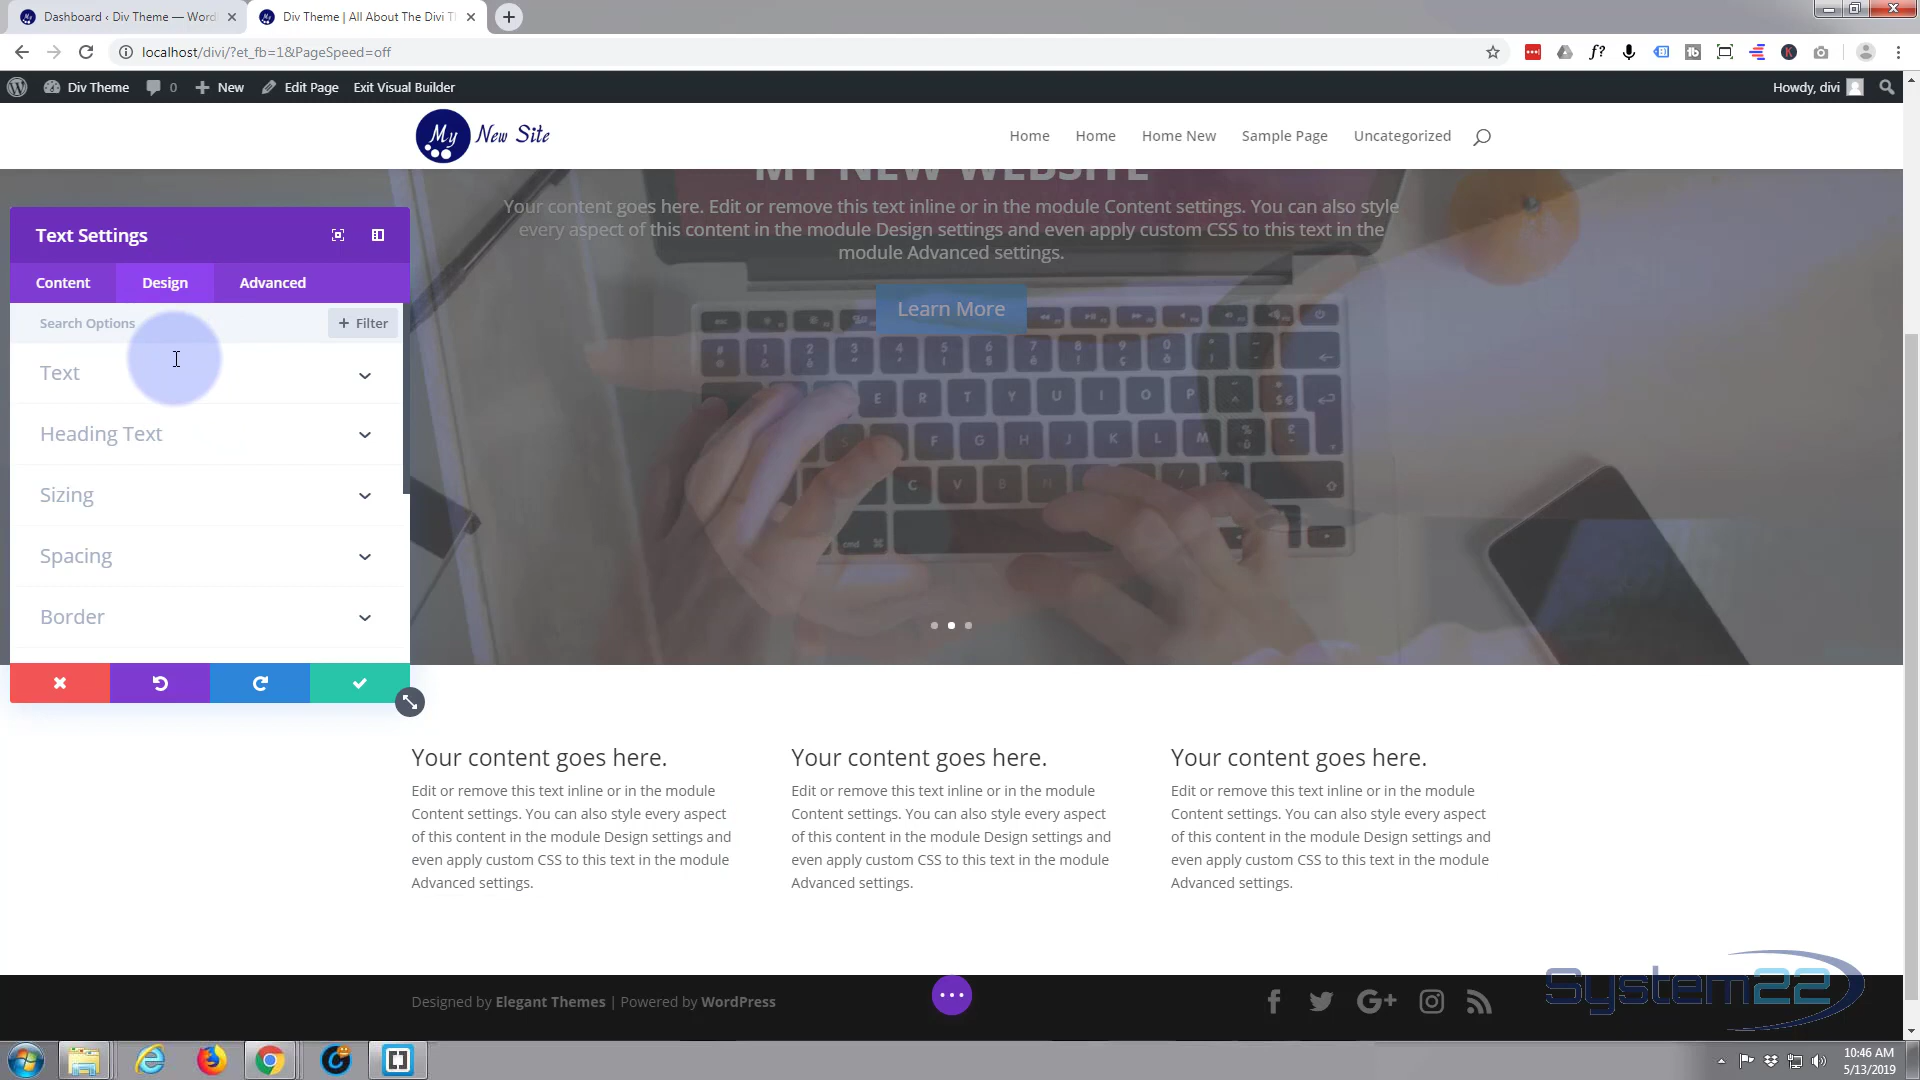 Dashboard ‹ Div Theme — Word
Div Theme | All About The Divi Th
localhost/divi/?et_fb=1&PageSpeed=off
Div Theme
0
New
Edit Page
Exit Visual Builder
Howdy, divi
My New Site
Home
Home
Home New
Sample Page
Uncategorized
MY NEW WEBSITE
Your content goes here. Edit or remove this text inline or in the module Content settings. You can also style
every aspect of this content in the module Design settings and even apply custom CSS to this text in the
module Advanced settings.
Learn More
Text Settings
Content
Design
Advanced
Search Options
+ Filter
Text
Heading Text
Sizing
Spacing
Border
Your content goes here.
Edit or remove this text inline or in the module
Content settings. You can also style every aspect
of this content in the module Design settings and
even apply custom CSS to this text in the module
Advanced settings.
Your content goes here.
Edit or remove this text inline or in the module
Content settings. You can also style every aspect
of this content in the module Design settings and
even apply custom CSS to this text in the module
Advanced settings.
Your content goes here.
Edit or remove this text inline or in the module
Content settings. You can also style every aspect
of this content in the module Design settings and
even apply custom CSS to this text in the module
Advanced settings.
Designed by Elegant Themes | Powered by WordPress
System22
10:46 AM
5/13/2019